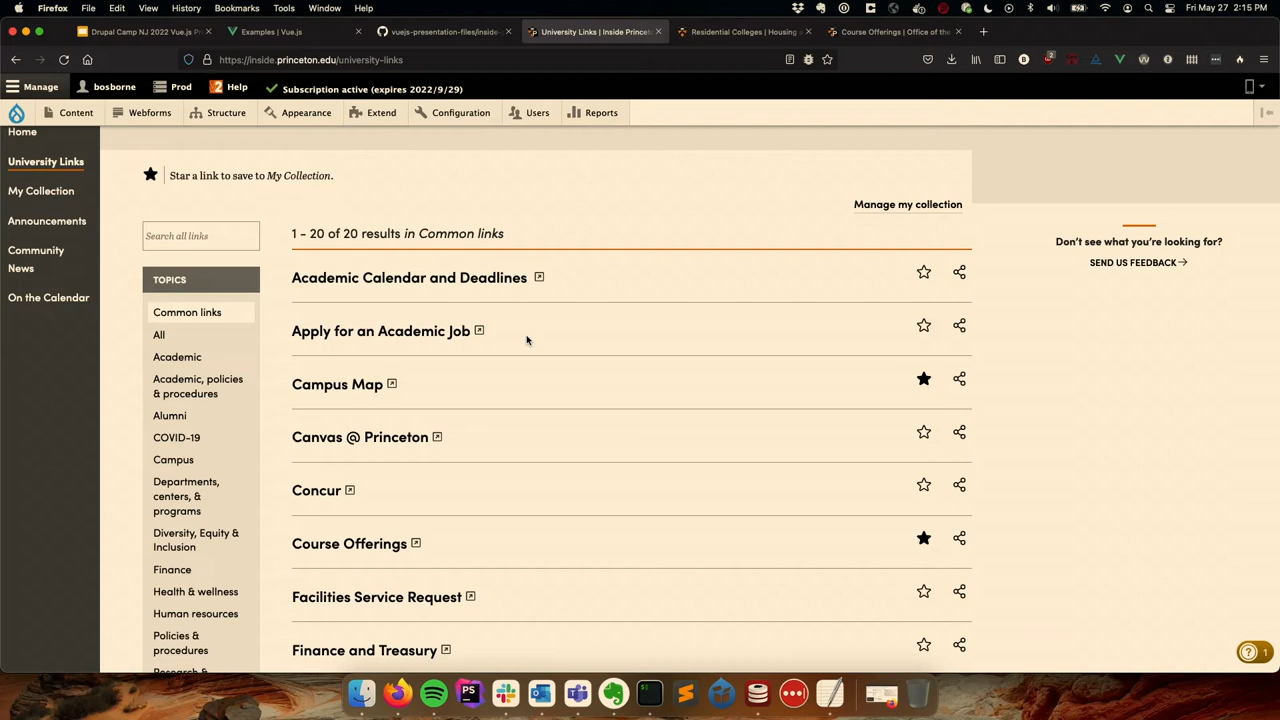 Firefox File Edit View History Bookmarks Tools Window Help Fri May 27 2:15 PM
Drupal Camp NJ 2022 Vue.js Pr
Examples | Vue.js
vuejs-presentation-files/inside-
University Links | Inside Princet
Residential Colleges | Housing
Course Offerings | Office of the
https://inside.princeton.edu/university-links
2
Manage bosborne Prod Help Subscription active (expires 2022/9/29)
Content Webforms Structure Appearance Extend Configuration Users Reports
Home
University Links
My Collection
Announcements
Community
News
On the Calendar
Star a link to save to My Collection.
Manage my collection
Search all links
TOPICS
Common links
All
Academic
Academic, policies
& procedures
Alumni
COVID-19
Campus
Departments,
centers, &
programs
Diversity, Equity &
Inclusion
Finance
Health & wellness
Human resources
Policies &
procedures
Research &
1 - 20 of 20 results in Common links
Academic Calendar and Deadlines
Apply for an Academic Job
Campus Map
Canvas @ Princeton
Concur
Course Offerings
Facilities Service Request
Finance and Treasury
Don't see what you're looking for?
SEND US FEEDBACK
1
PS